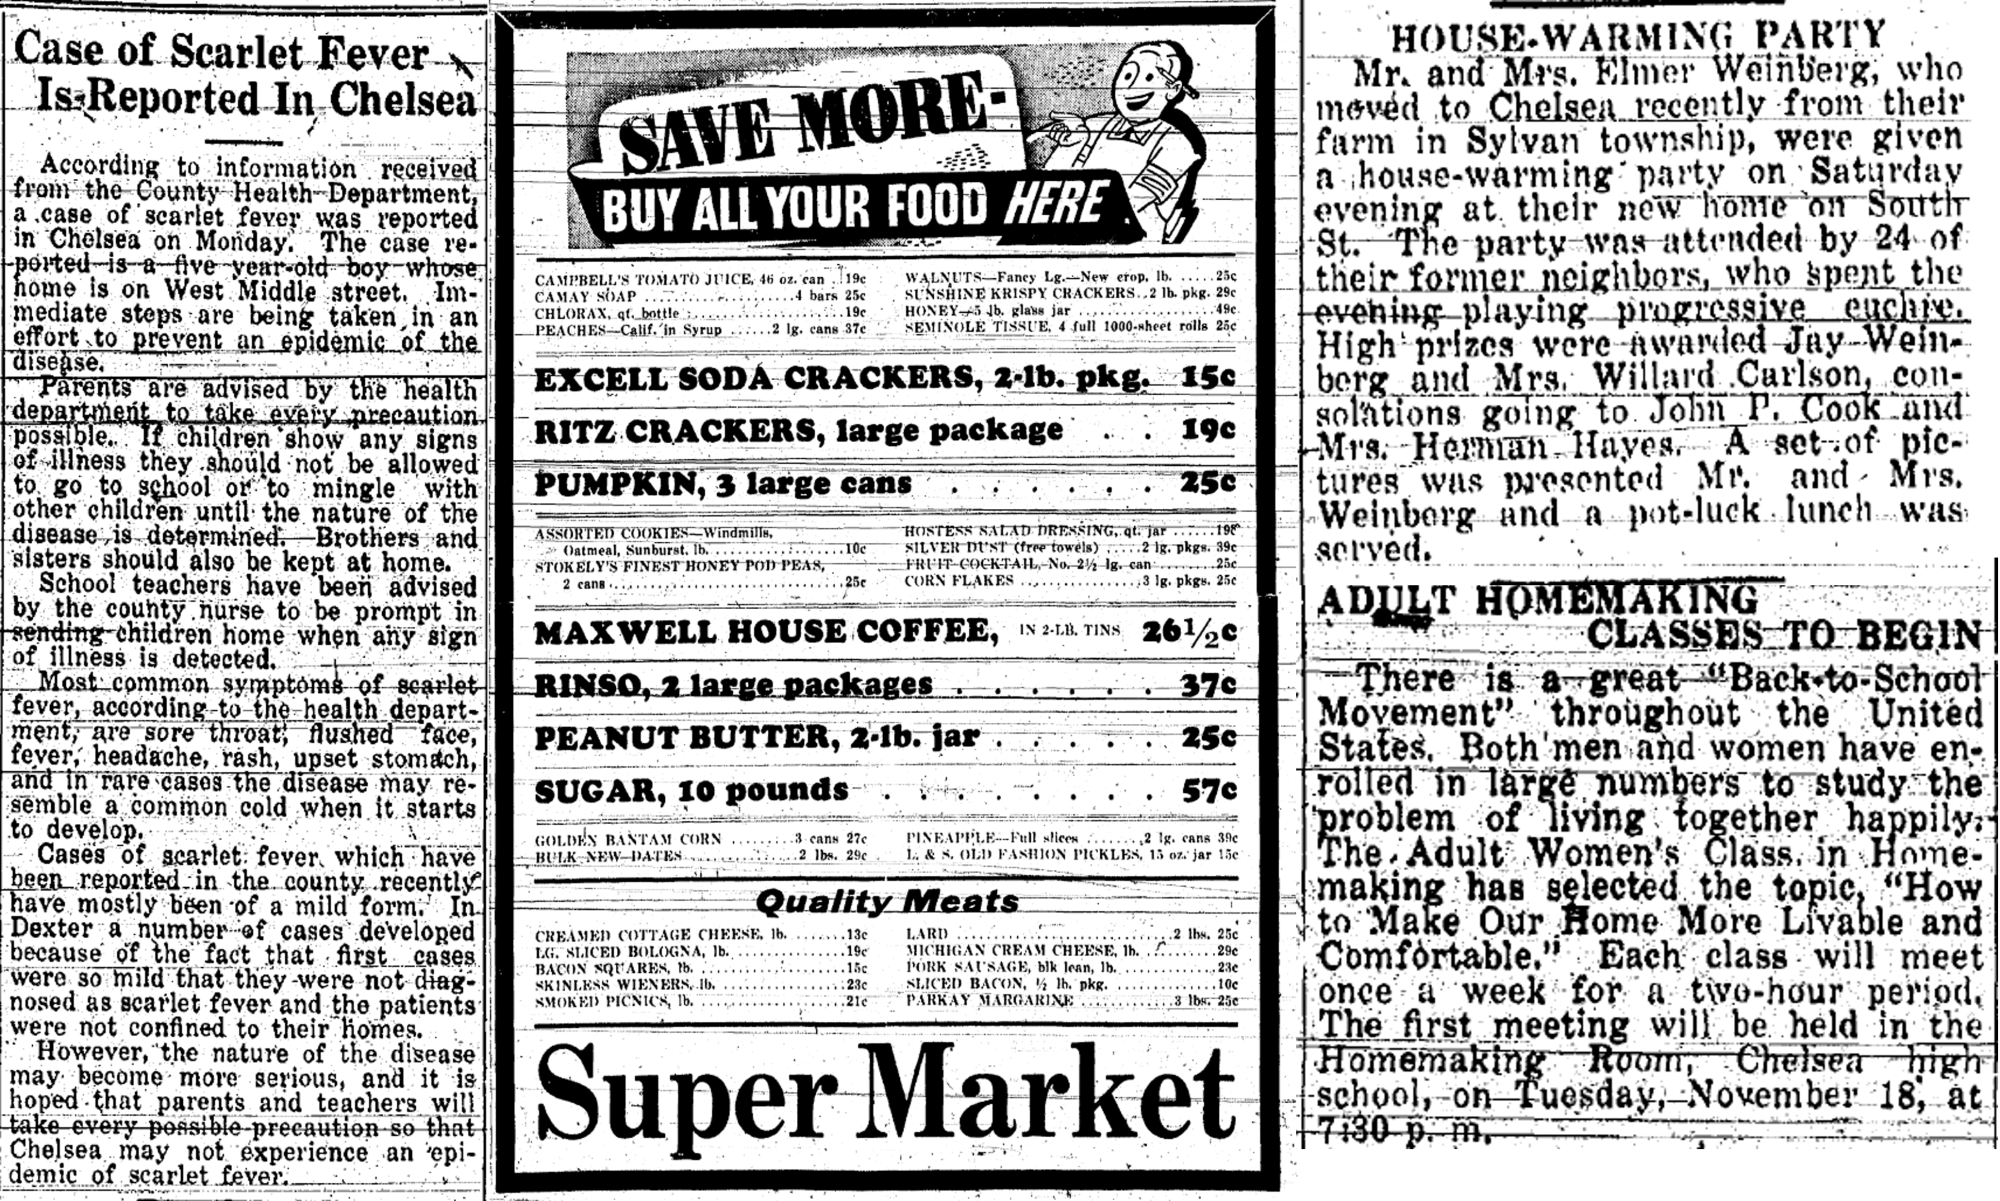 Case of Scarlet Fever
Is Reported In Chelsea
According to information received
from the County Health Department,
a case of scarlet fever was reported
in Chelsea on Monday. The case re-
ported is a five year-old boy whose
home is on West Middle street. Im-
mediate steps are being taken in an
effort to prevent an epidemic of the
disease.
Parents are advised by the health
department to take every precaution
possible. If children show any signs
of illness they should not be allowed
to go to school or to mingle with
other children until the nature of the
disease is determined. Brothers and
sisters should also be kept at home.
School teachers have been advised
by the county nurse to be prompt in
sending children home when any sign
of illness is detected.
Most common symptoms of scarlet
fever, according to the health depart-
ment, are sore throat, flushed face,
fever, headache, rash, upset stomach,
and in rare cases the disease may re-
semble a common cold when it starts
to develop.
Cases of scarlet fever which have
been reported in the county recently
have mostly been of a mild form. In
Dexter a number of cases developed
because of the fact that first cases
were so mild that they were not diag-
nosed as scarlet fever and the patients
were not confined to their homes.
However, the nature of the disease
may become more serious, and it is
hoped that parents and teachers will
take every possible precaution so that
Chelsea may not experience an epi-
demic of scarlet fever.
SAVE MORE-
BUY ALL YOUR FOOD HERE
CAMPBELL'S TOMATO JUICE, 46 oz. can .. 19c
CAMAY SOAP .......... 4 bars 25c
CHLORAX, qt. bottle .......... 19c
PEACHES—Calif. in Syrup ...... 2 lg. cans 37c
WALNUTS—Fancy Lg.—New crop, lb. ...... 25c
SUNSHINE KRISPY CRACKERS.. 2 lb. pkg. 29c
HONEY—5 lb. glass jar .......... 49c
SEMINOLE TISSUE, 4 full 1000-sheet rolls 25c
EXCELL SODA CRACKERS, 2-lb. pkg. 15c
RITZ CRACKERS, large package . . 19c
PUMPKIN, 3 large cans . . . . . . 25c
ASSORTED COOKIES—Windmills,
Oatmeal, Sunburst, lb. .......... 10c
STOKELY'S FINEST HONEY POD PEAS,
2 cans .......... 25c
HOSTESS SALAD DRESSING, qt. jar ...... 19c
SILVER DUST (free towels) ...... 2 lg. pkgs. 39c
FRUIT COCKTAIL, No. 2½ lg. can .......... 25c
CORN FLAKES .......... 3 lg. pkgs. 25c
MAXWELL HOUSE COFFEE, IN 2-LB. TINS 26½c
RINSO, 2 large packages . . . . . . 37c
PEANUT BUTTER, 2-lb. jar . . . . . 25c
SUGAR, 10 pounds . . . . . . . . 57c
GOLDEN BANTAM CORN ........ 3 cans 27c
BULK NEW DATES .......... 2 lbs. 29c
PINEAPPLE—Full slices ........ 2 lg. cans 39c
L. & S. OLD FASHION PICKLES, 15 oz. jar 15c
Quality Meats
CREAMED COTTAGE CHEESE, lb. ........ 13c
LG. SLICED BOLOGNA, lb. .......... 19c
BACON SQUARES, lb. .......... 15c
SKINLESS WIENERS, lb. .......... 23c
SMOKED PICNICS, lb. .......... 21c
LARD .......... 2 lbs. 25c
MICHIGAN CREAM CHEESE, lb. .......... 29c
PORK SAUSAGE, blk lean, lb. .......... 23c
SLICED BACON, ½ lb. pkg. .......... 10c
PARKAY MARGARINE .......... 3 lbs. 25c
Super Market
HOUSE-WARMING PARTY
Mr. and Mrs. Elmer Weinberg, who
moved to Chelsea recently from their
farm in Sylvan township, were given
a house-warming party on Saturday
evening at their new home on South
St. The party was attended by 24 of
their former neighbors, who spent the
evening playing progressive euchre.
High prizes were awarded Jay Wein-
berg and Mrs. Willard Carlson, con-
solations going to John P. Cook and
Mrs. Herman Hayes. A set of pic-
tures was presented Mr. and Mrs.
Weinberg and a pot-luck lunch was
served.
ADULT HOMEMAKING
CLASSES TO BEGIN
There is a great "Back-to-School
Movement" throughout the United
States. Both men and women have en-
rolled in large numbers to study the
problem of living together happily.
The Adult Women's Class in Home-
making has selected the topic, "How
to Make Our Home More Livable and
Comfortable." Each class will meet
once a week for a two-hour period.
The first meeting will be held in the
Homemaking Room, Chelsea high
school, on Tuesday, November 18, at
7:30 p. m.